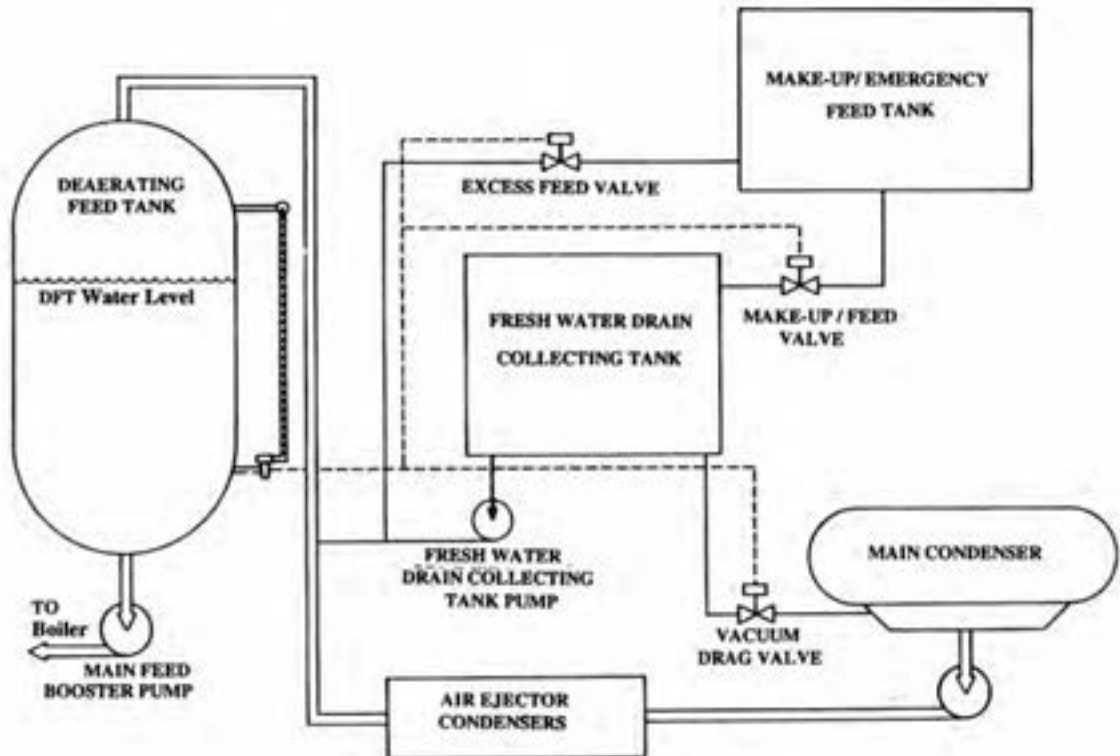 MAKE-UP/ EMERGENCY
FEED TANK
DEAERATING
FEED TANK
EXCESS FEED VALVE
DFT Water Level
FRESH WATER DRAIN
COLLECTING TANK
MAKE-UP / FEED
VALVE
MAIN CONDENSER
FRESH WATER
DRAIN COLLECTING
TANK PUMP
TO
Boiler
VACUUM
DRAG VALVE
MAIN FEED
BOOSTER PUMP
AIR EJECTOR
CONDENSERS